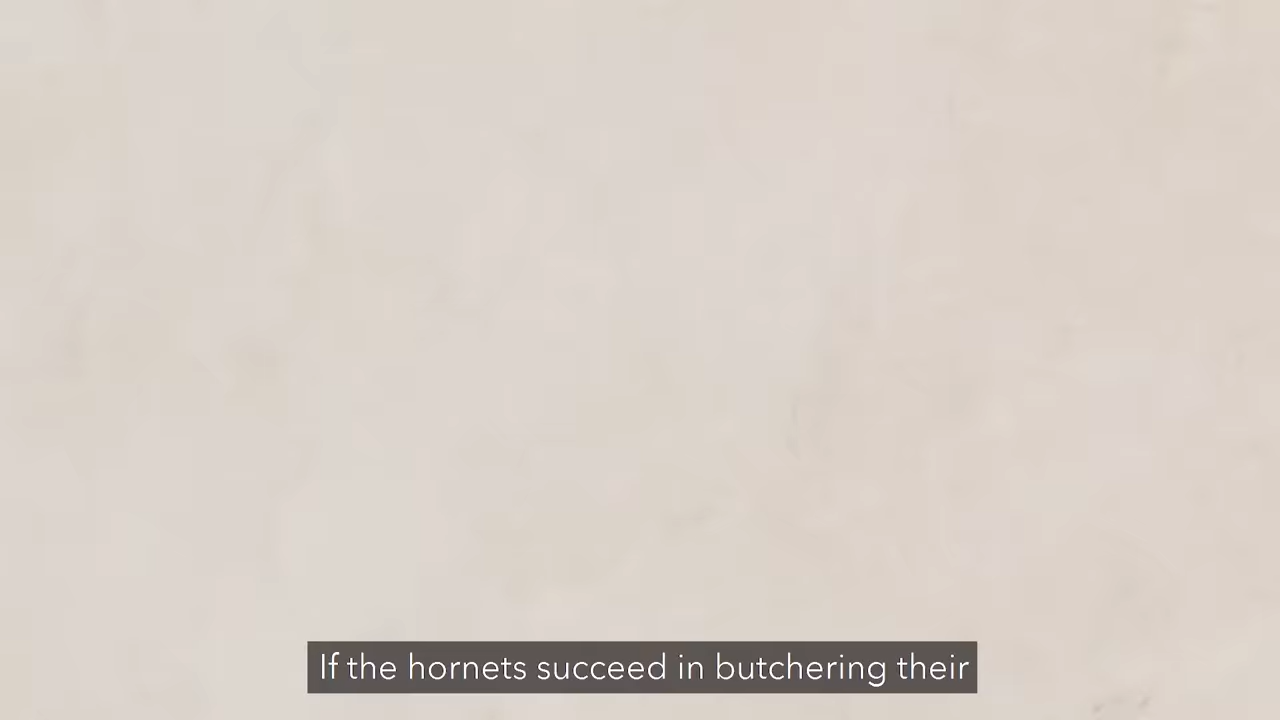 If the hornets succeed in butchering their